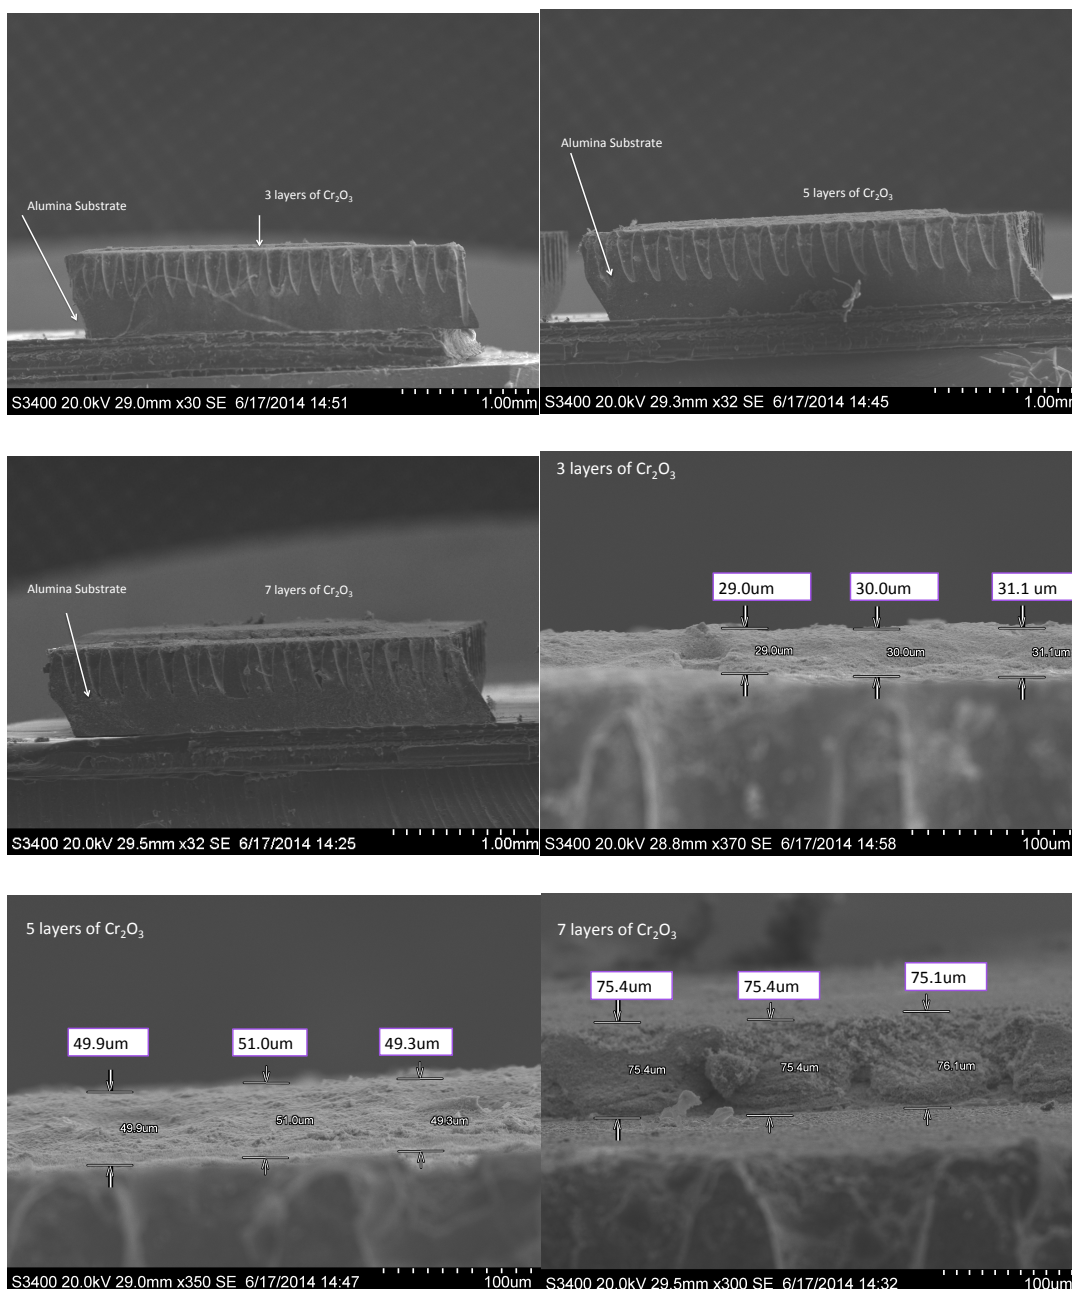 Alumina Substrate
3 layers of Cr₂O₃
S3400 20.0kV 29.0mm x30 SE 6/17/2014 14:51
1.00mm
Alumina Substrate
5 layers of Cr₂O₃
S3400 20.0kV 29.3mm x32 SE 6/17/2014 14:45
1.00mm
Alumina Substrate
7 layers of Cr₂O₃
S3400 20.0kV 29.5mm x32 SE 6/17/2014 14:25
1.00mm
3 layers of Cr₂O₃
29.0um 30.0um 31.1 um
29.0um 30.0um 31.1um
S3400 20.0kV 28.8mm x370 SE 6/17/2014 14:58
100um
5 layers of Cr₂O₃
49.9um 51.0um 49.3um
49.9um 51.0um 49.3um
S3400 20.0kV 29.0mm x350 SE 6/17/2014 14:47
100um
7 layers of Cr₂O₃
75.4um 75.4um 75.1um
75.4um 75.4um 76.1um
S3400 20.0kV 29.5mm x300 SE 6/17/2014 14:32
100um